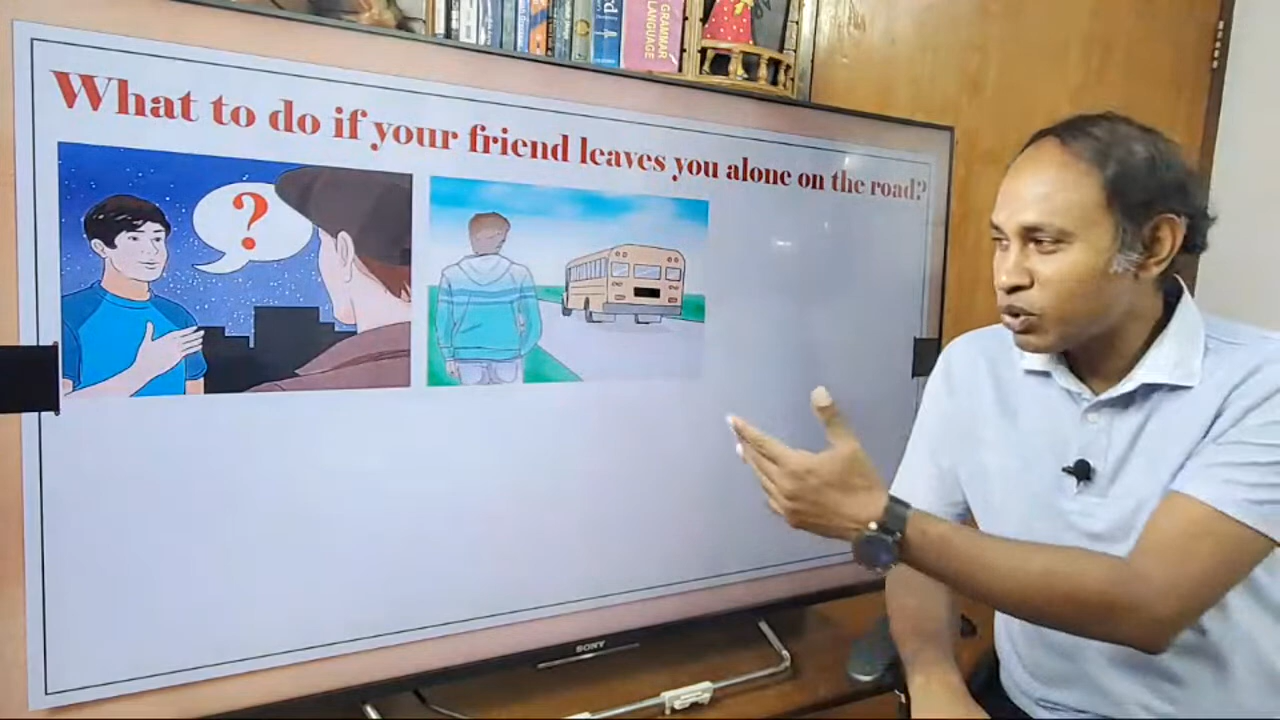 GRAMMAR
LANGUAGE
What to do if your friend leaves you alone on the road?
?
SONY